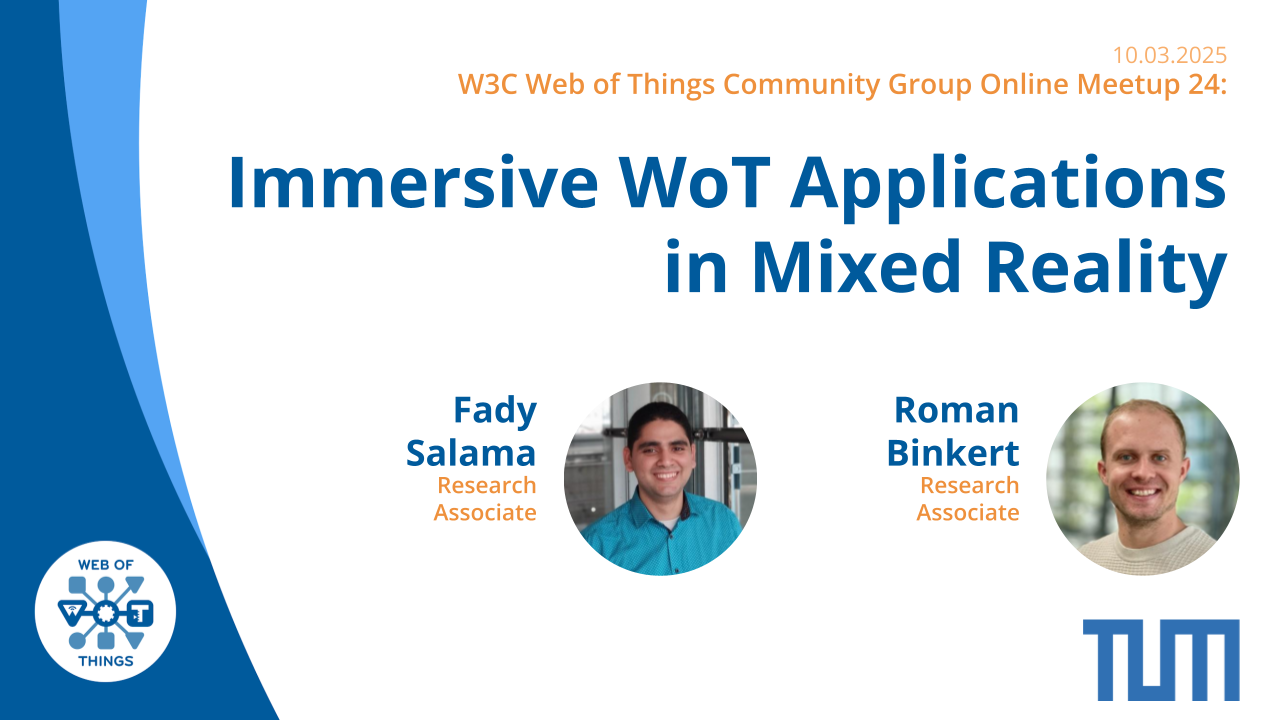 10.03.2025
W3C Web of Things Community Group Online Meetup 24:
Immersive WoT Applications
in Mixed Reality
Fady
Salama
Research
Associate
Roman
Binkert
Research
Associate
WEB OF
W T
THINGS
TUM